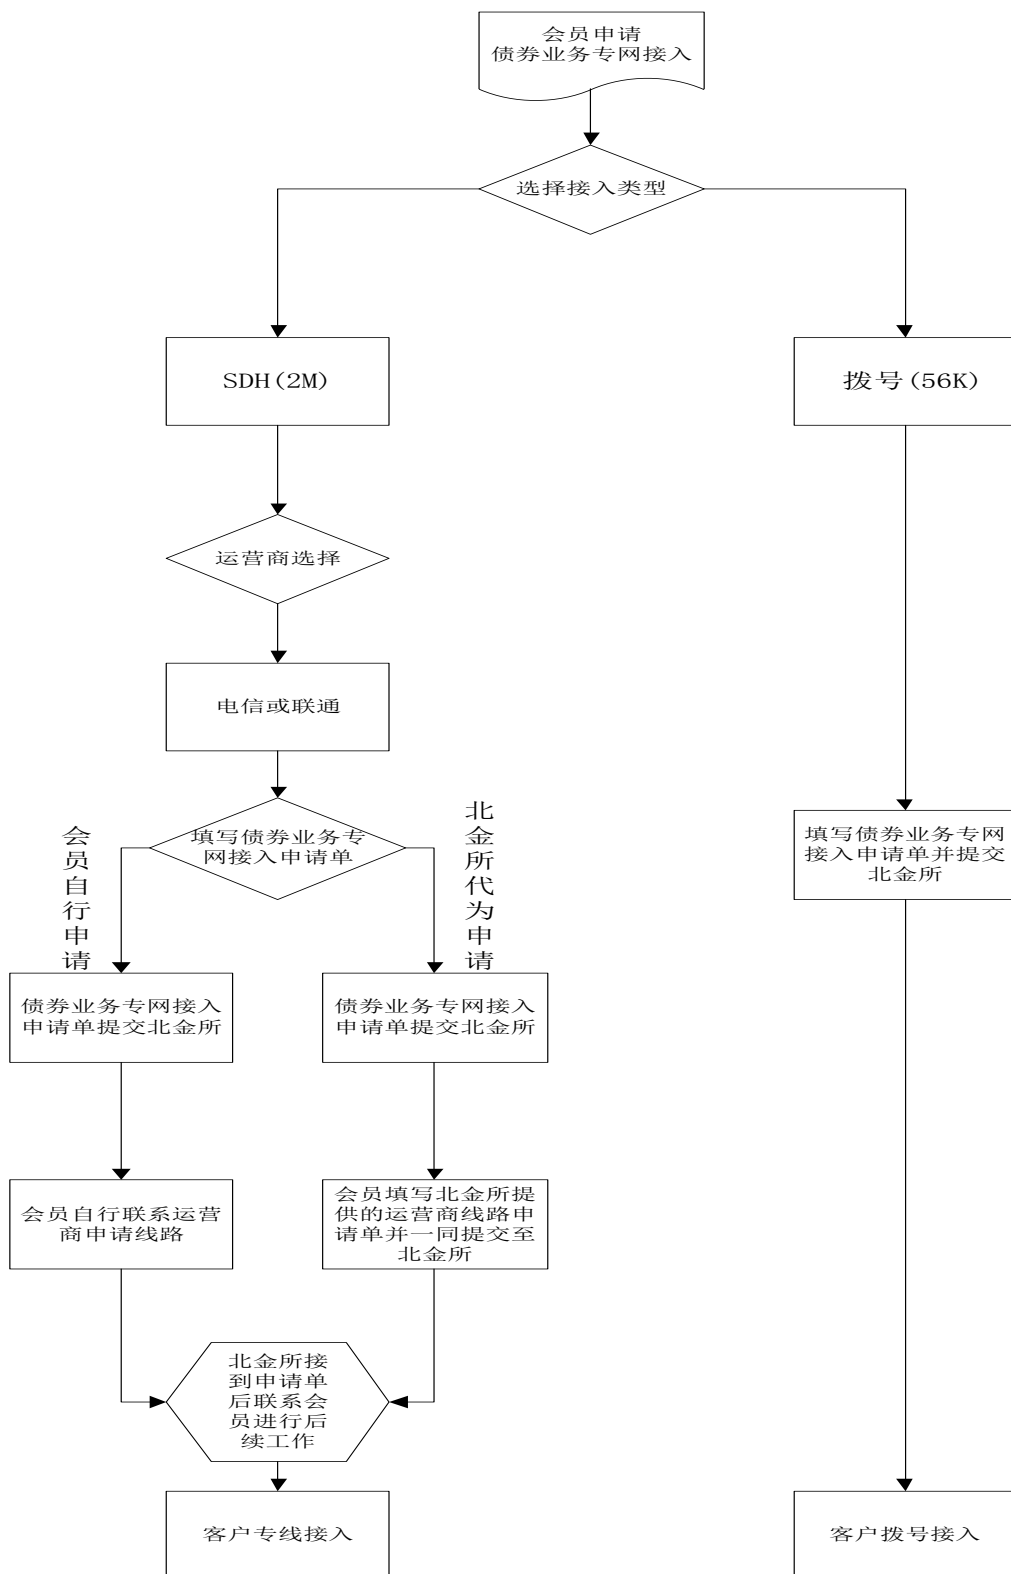 会员申请
债券业务专网接入
选择接入类型
SDH(2M)
拨号(56K)
运营商选择
电信或联通
填写债券业务专
网接入申请单
会员自行申请
北金所代为申请
填写债券业务专网
接入申请单并提交
北金所
债券业务专网接入
申请单提交北金所
债券业务专网接入
申请单提交北金所
会员自行联系运营
商申请线路
会员填写北金所提
供的运营商线路申
请单并一同提交至
北金所
北金所接
到申请单
后联系会
员进行后
续工作
客户专线接入
客户拨号接入